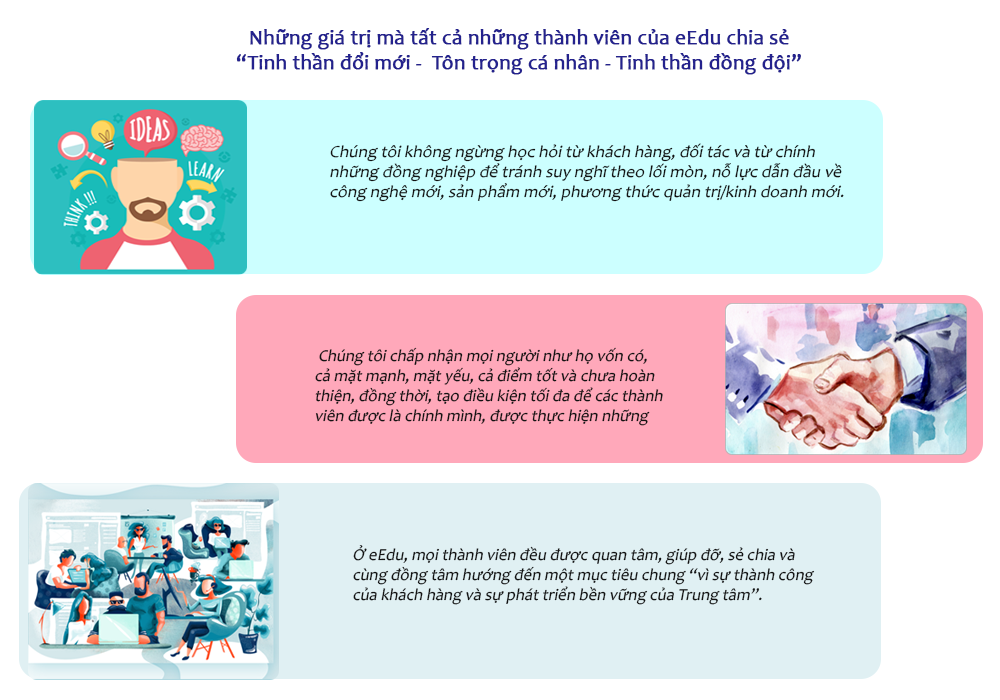 Những giá trị mà tất cả những thành viên của eEdu chia sẻ
“Tinh thần đổi mới -  Tôn trọng cá nhân - Tinh thần đồng đội”
IDEAS
LEARN
THINK !!!
Chúng tôi không ngừng học hỏi từ khách hàng, đối tác và từ chính
những đồng nghiệp để tránh suy nghĩ theo lối mòn, nỗ lực dẫn đầu về
công nghệ mới, sản phẩm mới, phương thức quản trị/kinh doanh mới.
Chúng tôi chấp nhận mọi người như họ vốn có,
cả mặt mạnh, mặt yếu, cả điểm tốt và chưa hoàn
thiện, đồng thời, tạo điều kiện tối đa để các thành
viên được là chính mình, được thực hiện những
Ở eEdu, mọi thành viên đều được quan tâm, giúp đỡ, sẻ chia và
cùng đồng tâm hướng đến một mục tiêu chung “vì sự thành công
của khách hàng và sự phát triển bền vững của Trung tâm”.